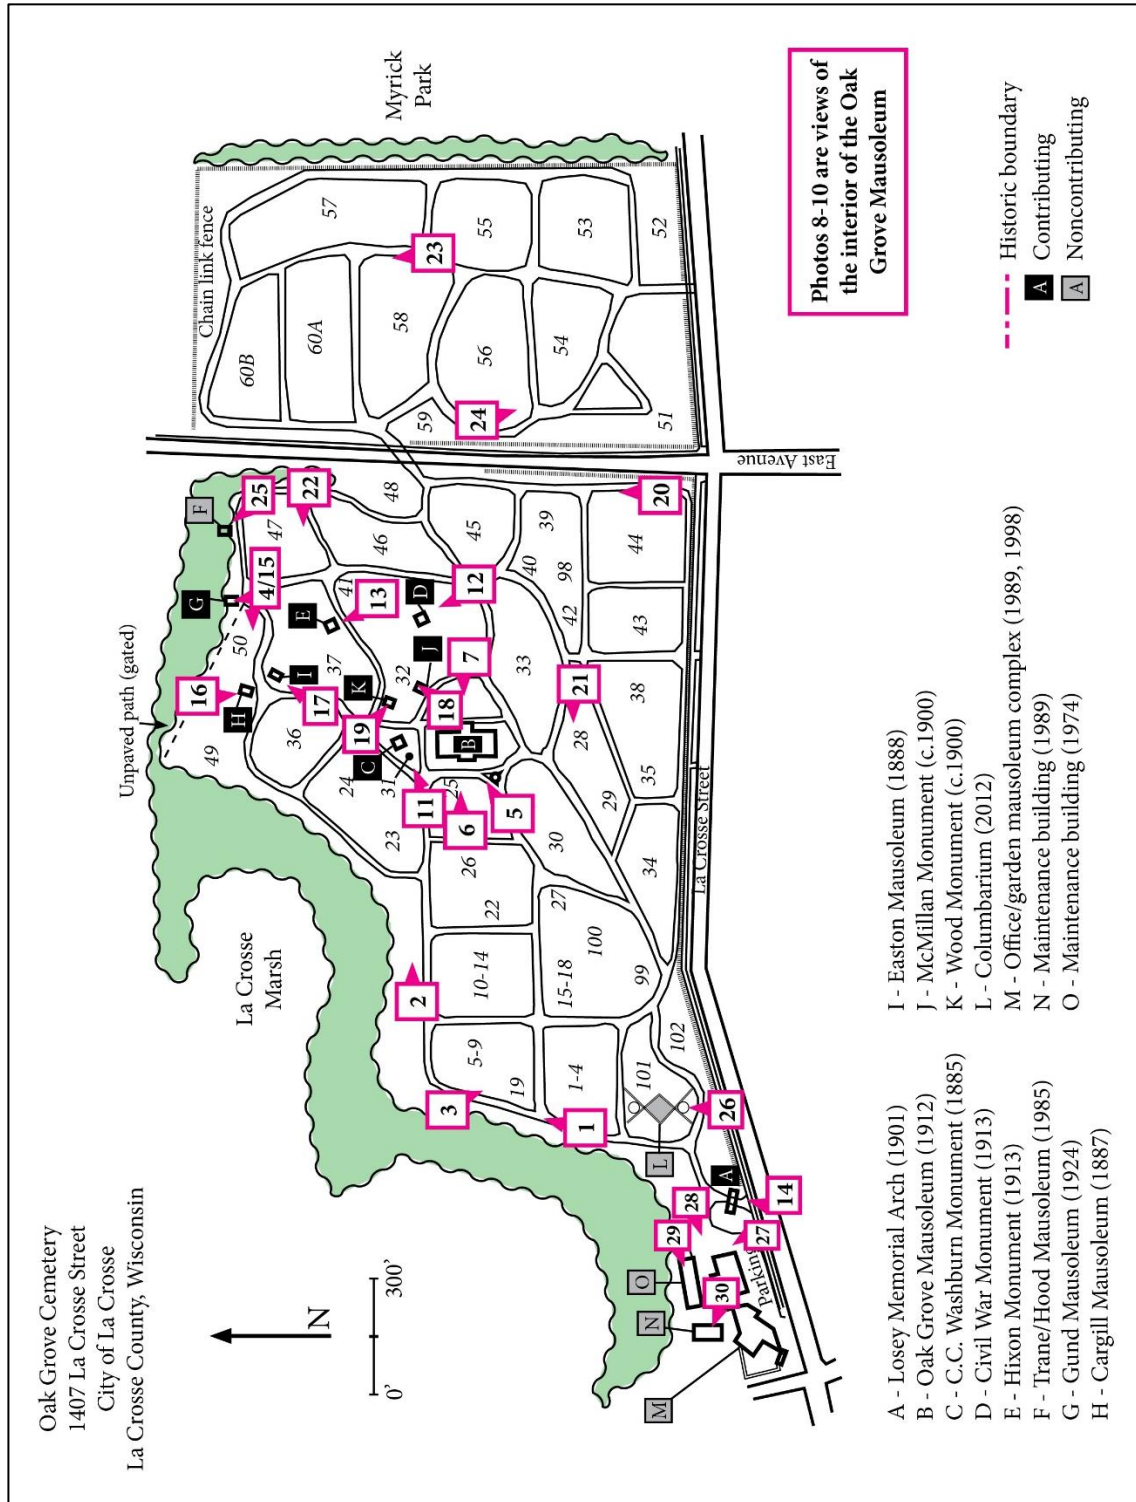 Oak Grove Cemetery
1407 La Crosse Street
City of La Crosse
La Crosse County, Wisconsin
N
0'
300'
Unpaved path (gated)
La Crosse
Marsh
Chain link fence
Myrick
Park
East Avenue
La Crosse Street
Parking
F
G
E
D
H
I
K
J
C
B
L
A
O
N
M
16
4/15
25
22
17
13
19
12
7
18
11
6
5
21
20
23
24
2
3
1
26
14
28
27
29
30
49
50
47
48
46
41
37
36
24
32
31
23
25
26
22
33
45
39
40
98
42
44
43
38
28
35
29
30
34
27
10-14
15-18
100
99
5-9
19
1-4
101
102
60B
60A
57
58
59
56
55
54
53
52
51
Photos 8-10 are views of
the interior of the Oak
Grove Mausoleum
Historic boundary
A Contributing
A Noncontributing
A - Losey Memorial Arch (1901)
B - Oak Grove Mausoleum (1912)
C - C.C. Washburn Monument (1885)
D - Civil War Monument (1913)
E - Hixon Monument (1913)
F - Trane/Hood Mausoleum (1985)
G - Gund Mausoleum (1924)
H - Cargill Mausoleum (1887)
I - Easton Mausoleum (1888)
J - McMillan Monument (c.1900)
K - Wood Monument (c.1900)
L - Columbarium (2012)
M - Office/garden mausoleum complex (1989, 1998)
N - Maintenance building (1989)
O - Maintenance building (1974)